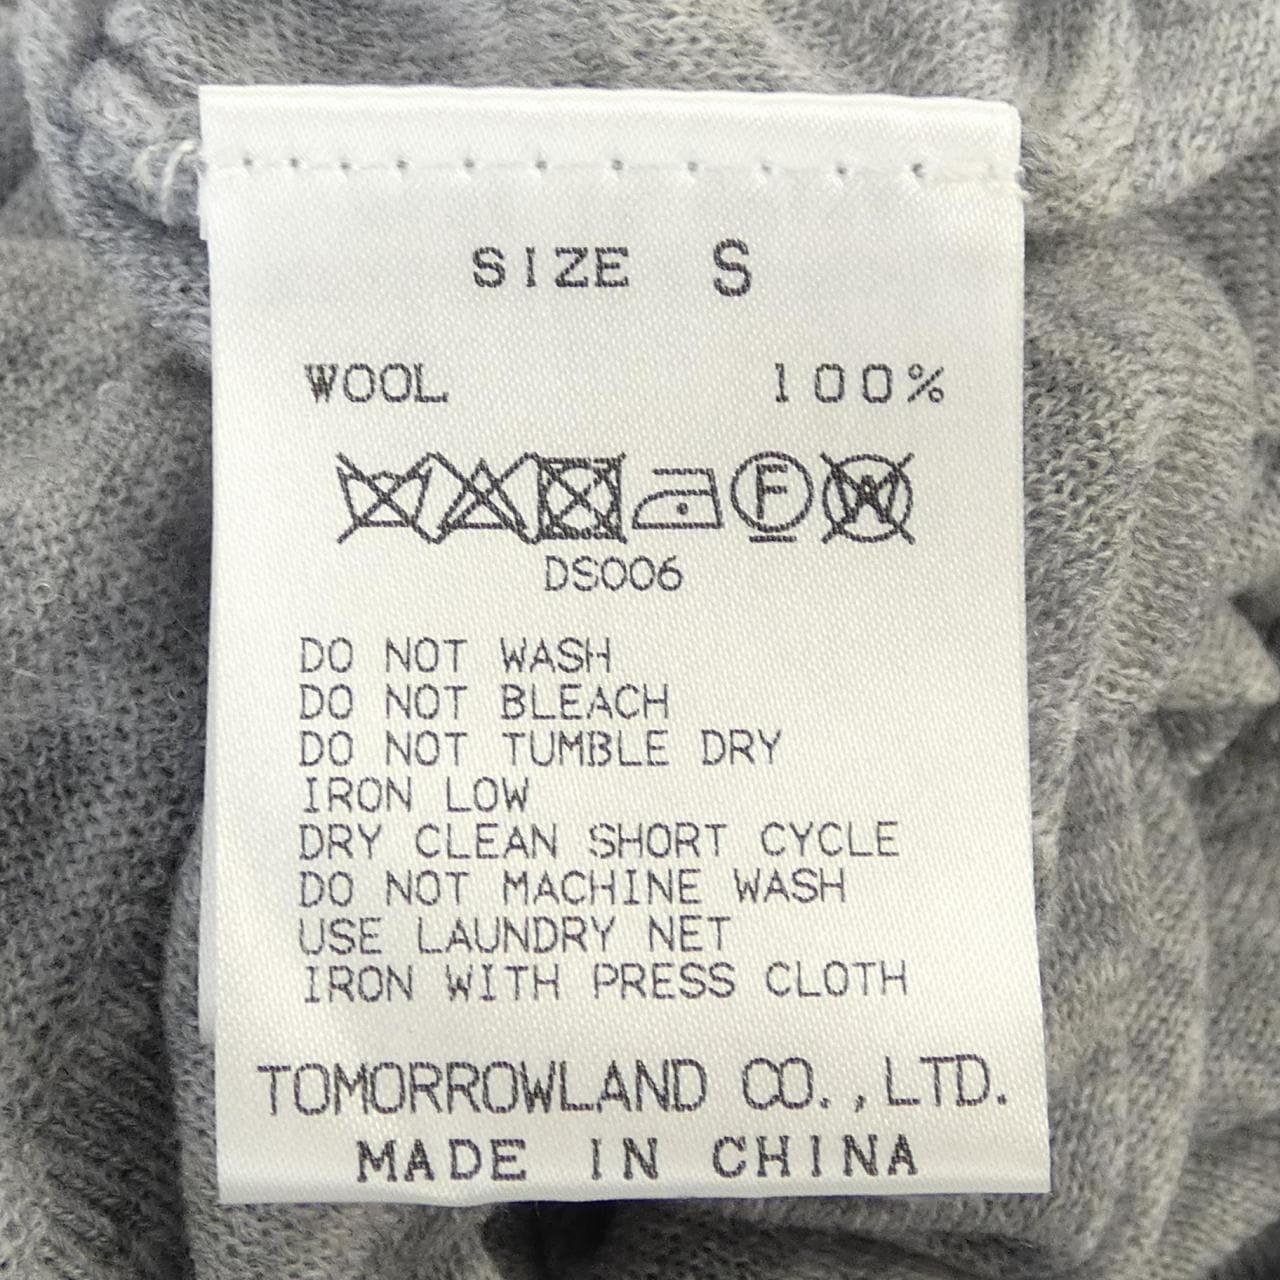 SIZE S
WOOL 100%
F W
DS006
DO NOT WASH
DO NOT BLEACH
DO NOT TUMBLE DRY
IRON LOW
DRY CLEAN SHORT CYCLE
DO NOT MACHINE WASH
USE LAUNDRY NET
IRON WITH PRESS CLOTH
TOMORROWLAND CO.,LTD.
MADE IN CHINA